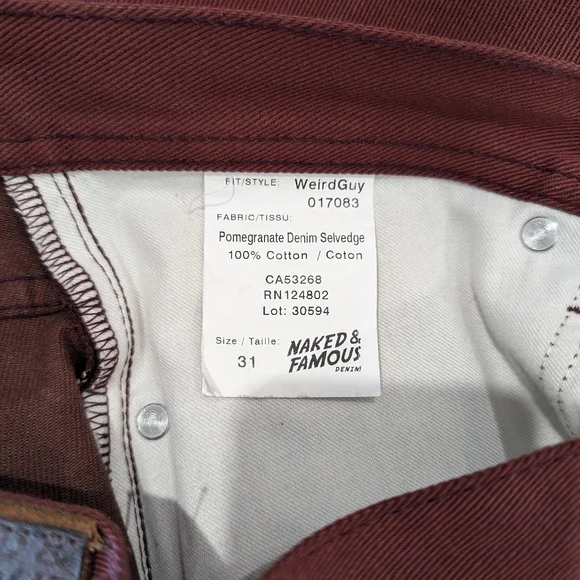 FIT/STYLE: WeirdGuy
017083
FABRIC/TISSU:
Pomegranate Denim Selvedge
100% Cotton / Coton
CA53268
RN124802
Lot: 30594
Size / Taille:
31
NAKED &
FAMOUS
DENIM